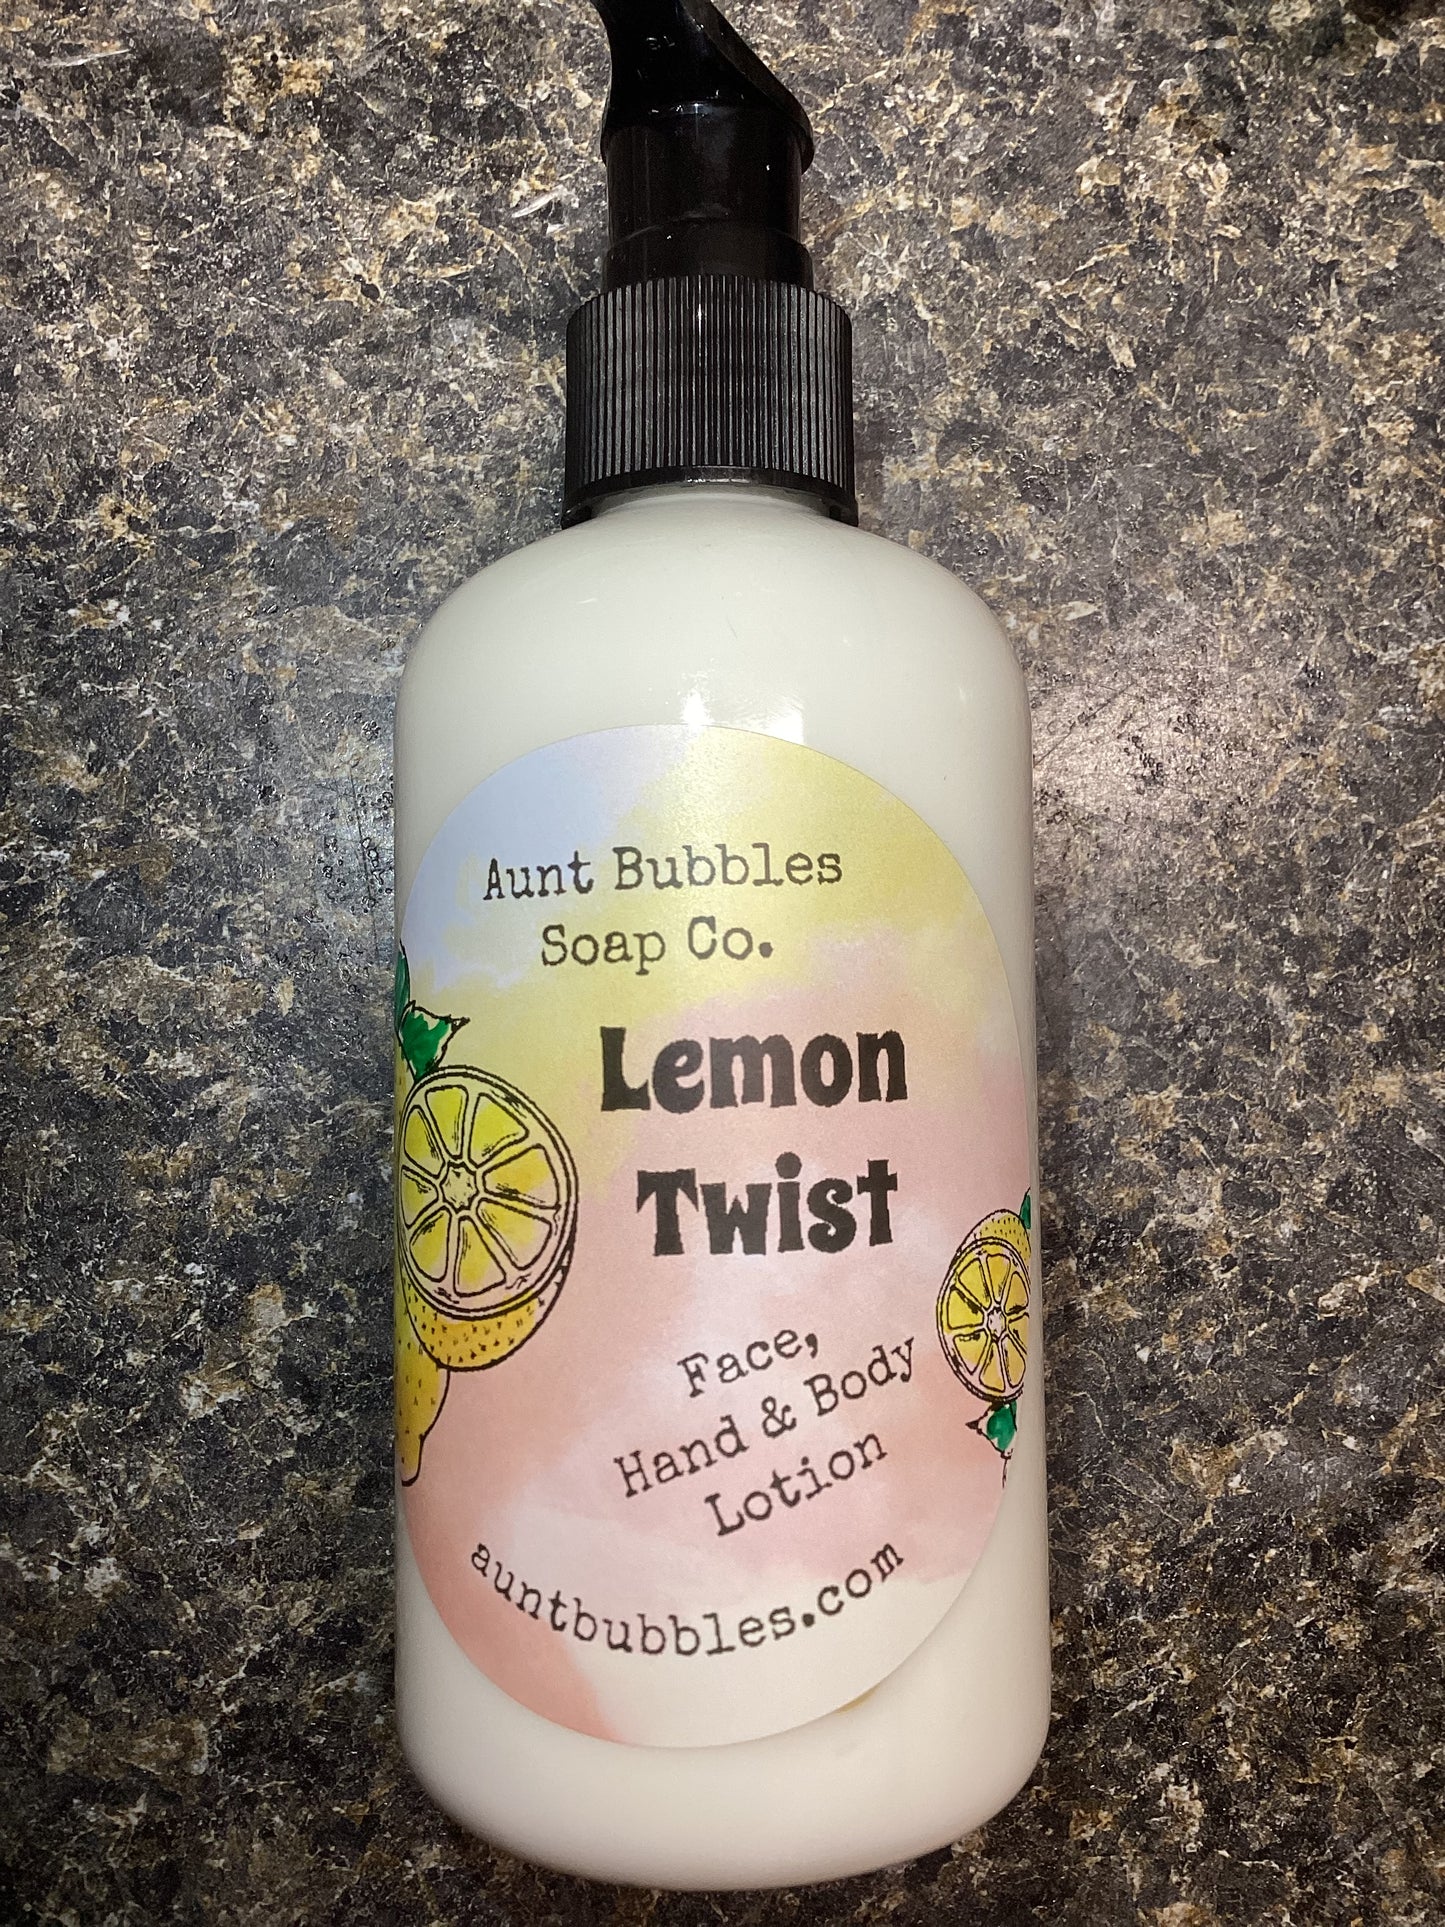 Aunt Bubbles
Soap Co.
Lemon
Twist
Face,
Hand & Body
Lotion
auntbubbles.com